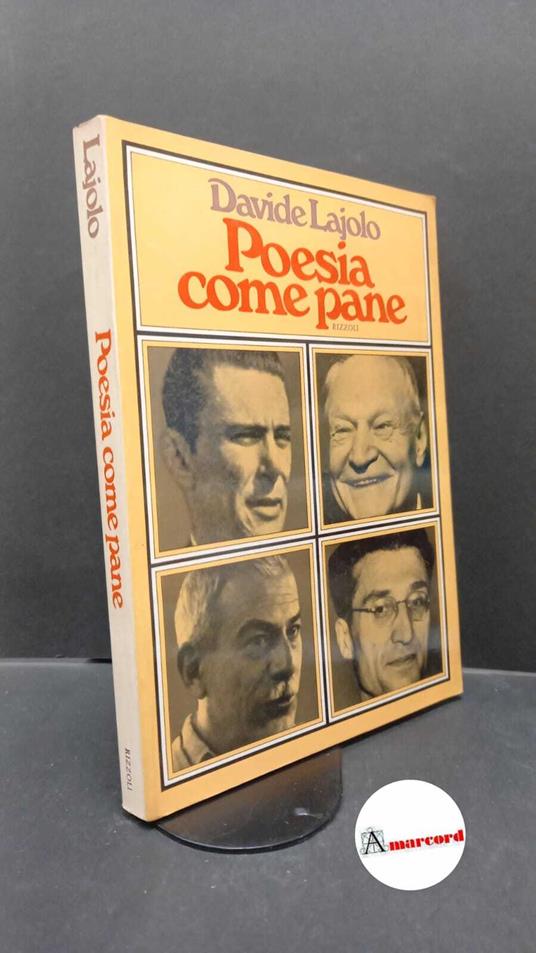 Davide Lajolo
Poesia
come pane
RIZZOLI
Lajolo
Poesia come pane
RIZZOLI
Amarcord